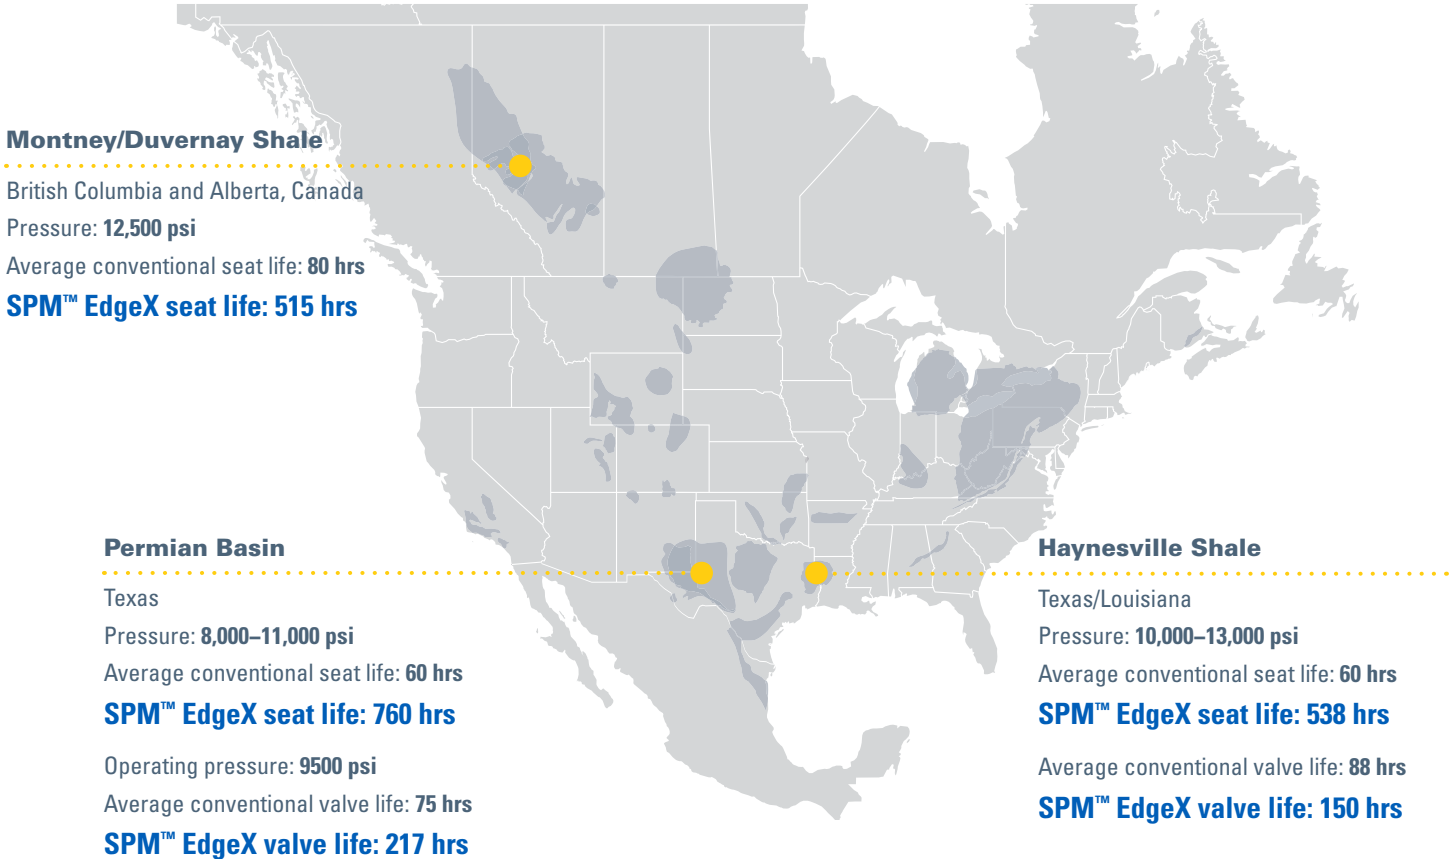 Montney/Duvernay Shale
British Columbia and Alberta, Canada
Pressure: 12,500 psi
Average conventional seat life: 80 hrs
SPM™ EdgeX seat life: 515 hrs
Permian Basin
Texas
Pressure: 8,000–11,000 psi
Average conventional seat life: 60 hrs
SPM™ EdgeX seat life: 760 hrs
Operating pressure: 9500 psi
Average conventional valve life: 75 hrs
SPM™ EdgeX valve life: 217 hrs
Haynesville Shale
Texas/Louisiana
Pressure: 10,000–13,000 psi
Average conventional seat life: 60 hrs
SPM™ EdgeX seat life: 538 hrs
Average conventional valve life: 88 hrs
SPM™ EdgeX valve life: 150 hrs